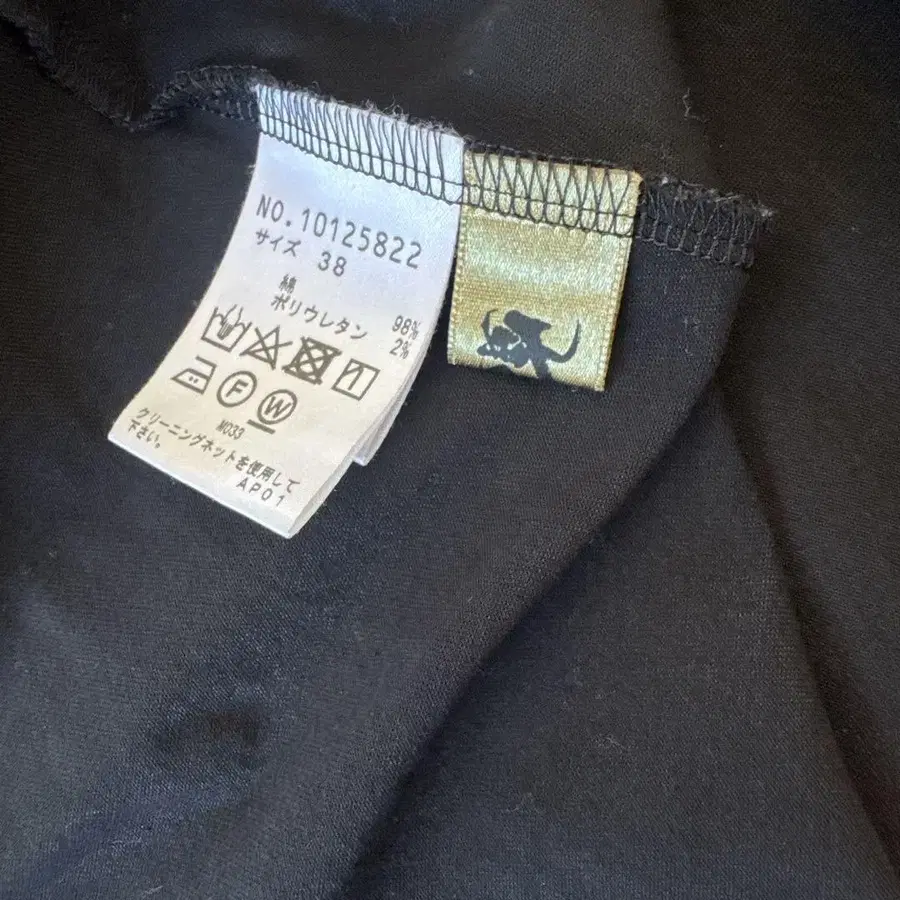 NO.10125822
サイズ 38
綿 98%
ポリウレタン 2%
F W
M033
クリーニングネットを使用して
下さい。
AP01